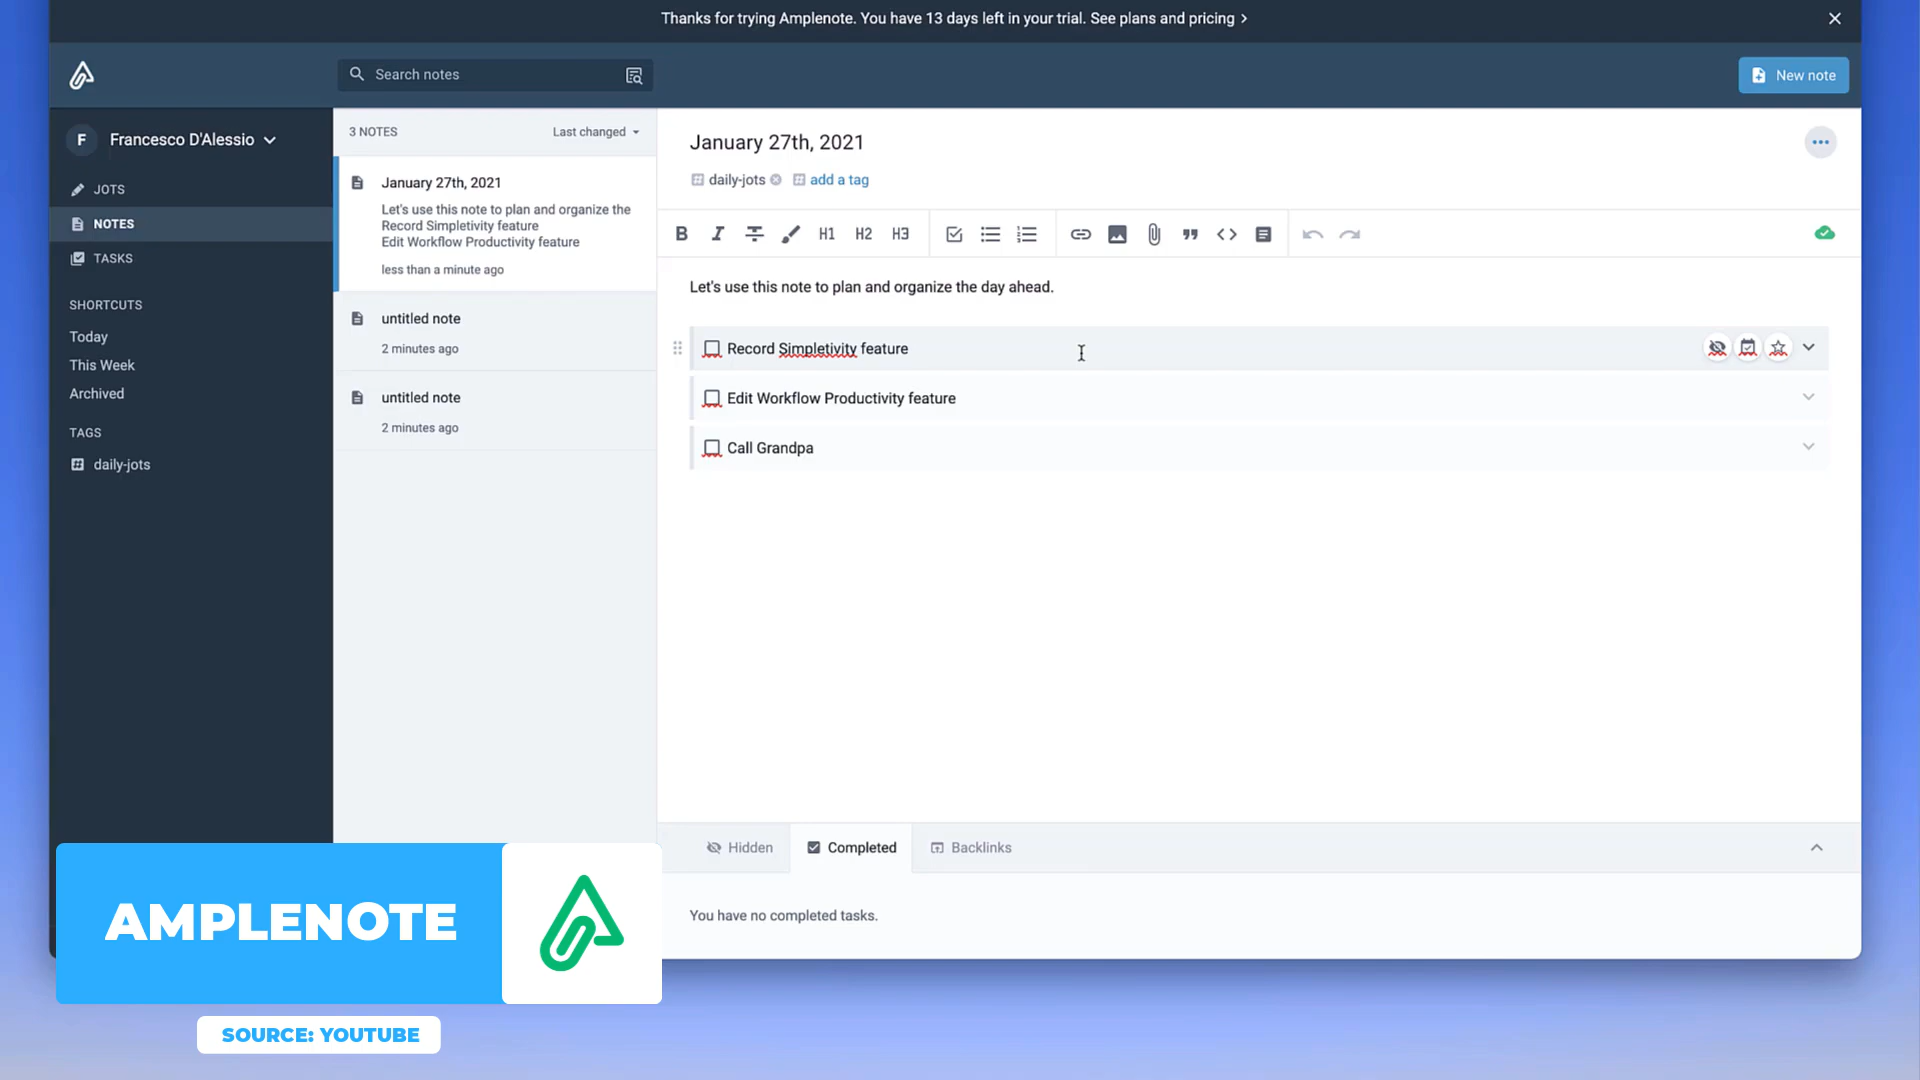 Thanks for trying Amplenote. You have 13 days left in your trial. See plans and pricing
Search notes
New note
F
Francesco D'Alessio
JOTS
NOTES
TASKS
SHORTCUTS
Today
This Week
Archived
TAGS
daily-jots
3 NOTES
Last changed
January 27th, 2021
Let's use this note to plan and organize the
Record Simpletivity feature
Edit Workflow Productivity feature
less than a minute ago
untitled note
2 minutes ago
untitled note
2 minutes ago
January 27th, 2021
daily-jots
add a tag
B I H1 H2 H3
Let's use this note to plan and organize the day ahead.
Record Simpletivity feature
Edit Workflow Productivity feature
Call Grandpa
Hidden
Completed
Backlinks
You have no completed tasks.
AMPLENOTE
SOURCE: YOUTUBE